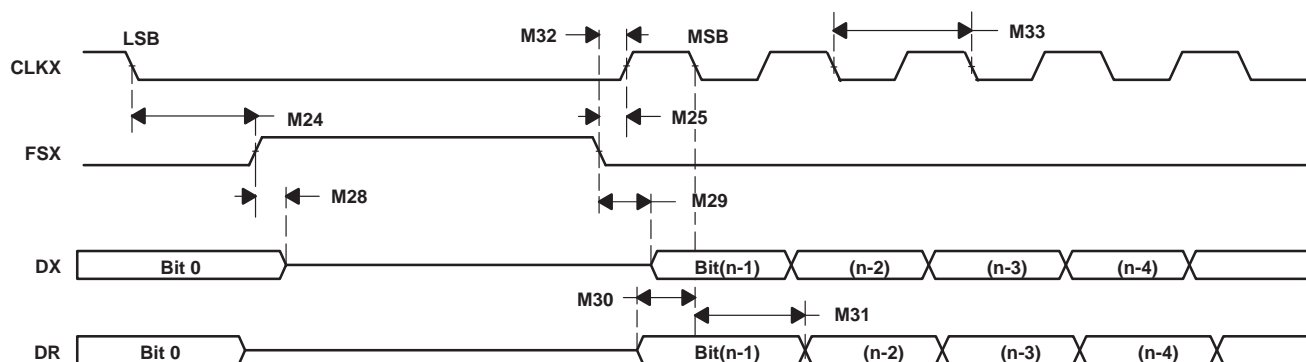 LSB
M32
MSB
M33
CLKX
M24
M25
FSX
M28
M29
DX
Bit 0
Bit(n-1)
(n-2)
(n-3)
(n-4)
M30
M31
DR
Bit 0
Bit(n-1)
(n-2)
(n-3)
(n-4)